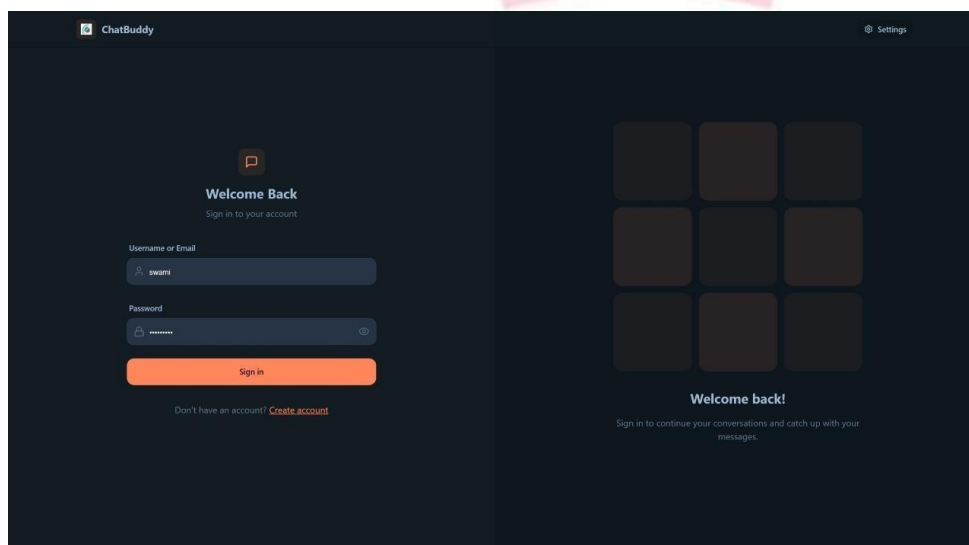 ChatBuddy
Settings
Welcome Back
Sign in to your account
Username or Email
swami
Password
•••••••••
Sign in
Don't have an account? Create account
Welcome back!
Sign in to continue your conversations and catch up with your
messages.